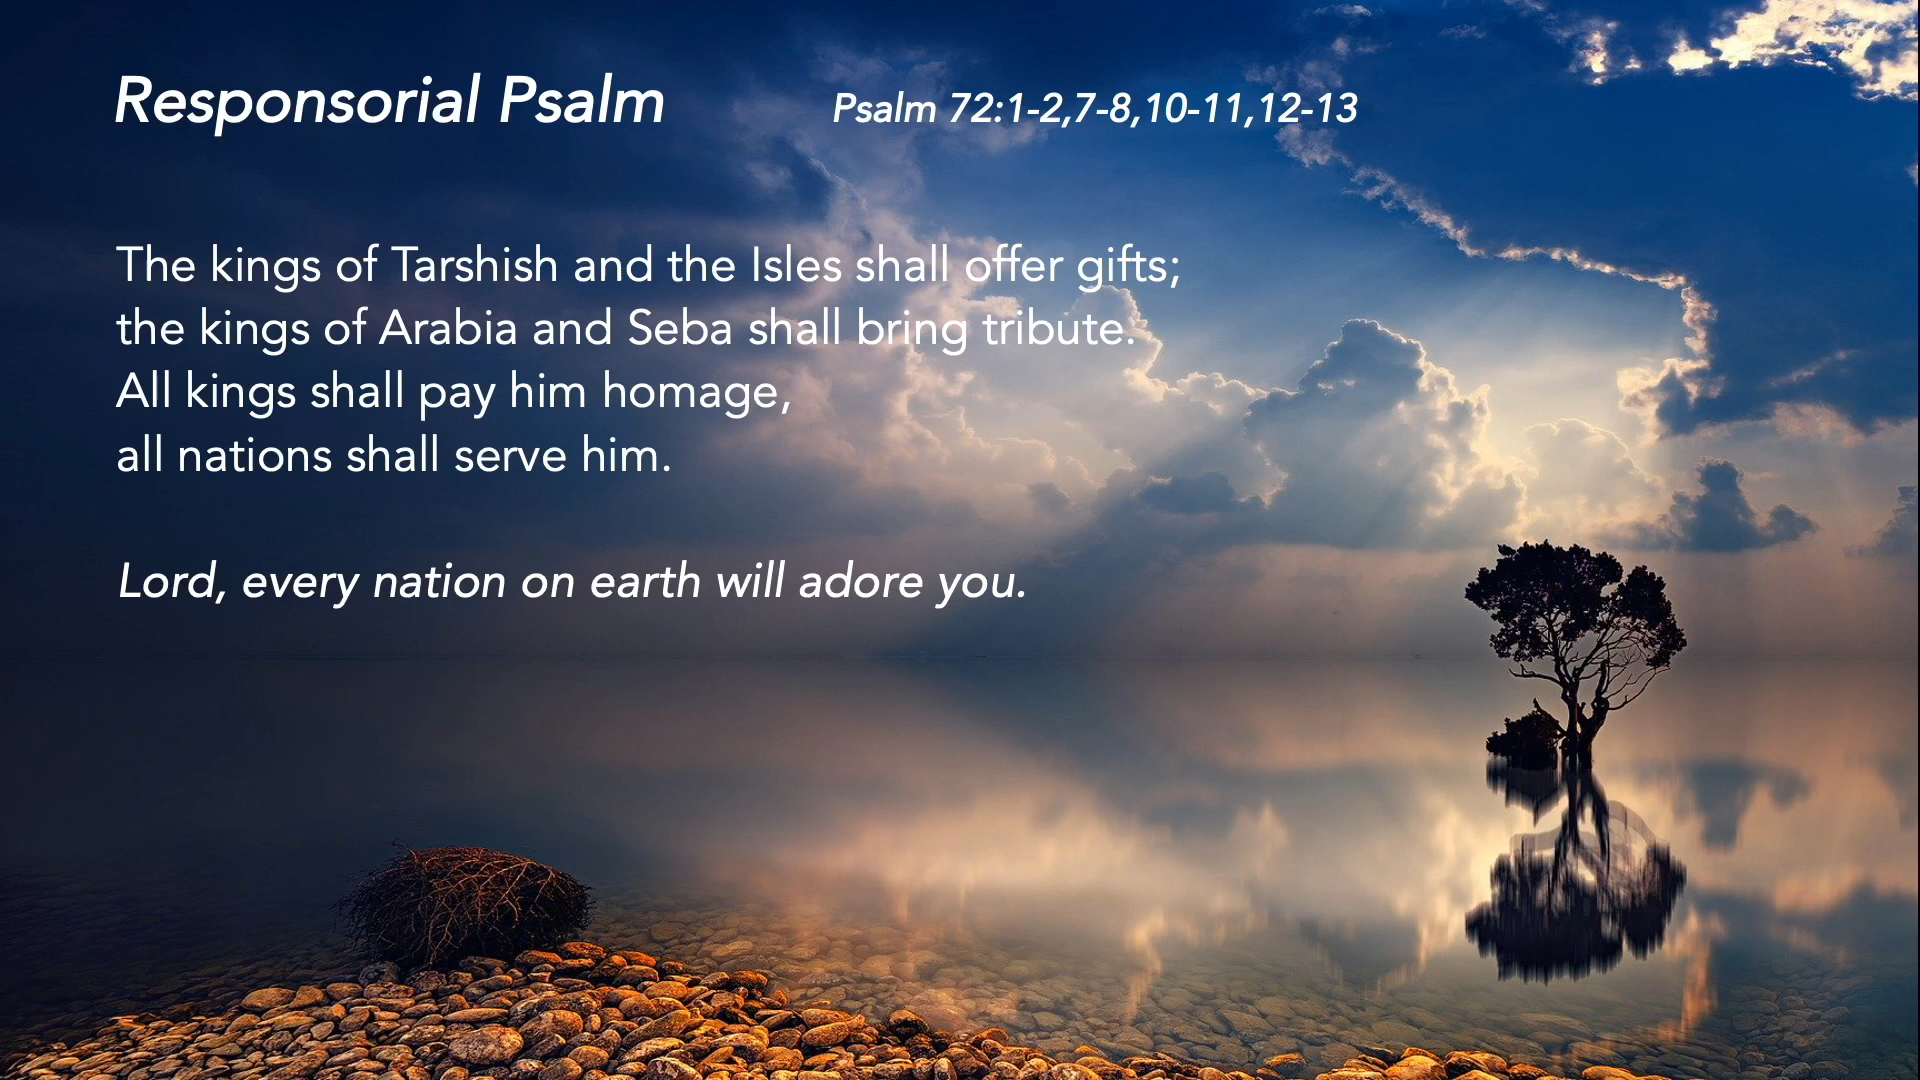 Responsorial Psalm
Psalm 72:1-2,7-8,10-11,12-13
The kings of Tarshish and the Isles shall offer gifts;
the kings of Arabia and Seba shall bring tribute.
All kings shall pay him homage,
all nations shall serve him.
Lord, every nation on earth will adore you.